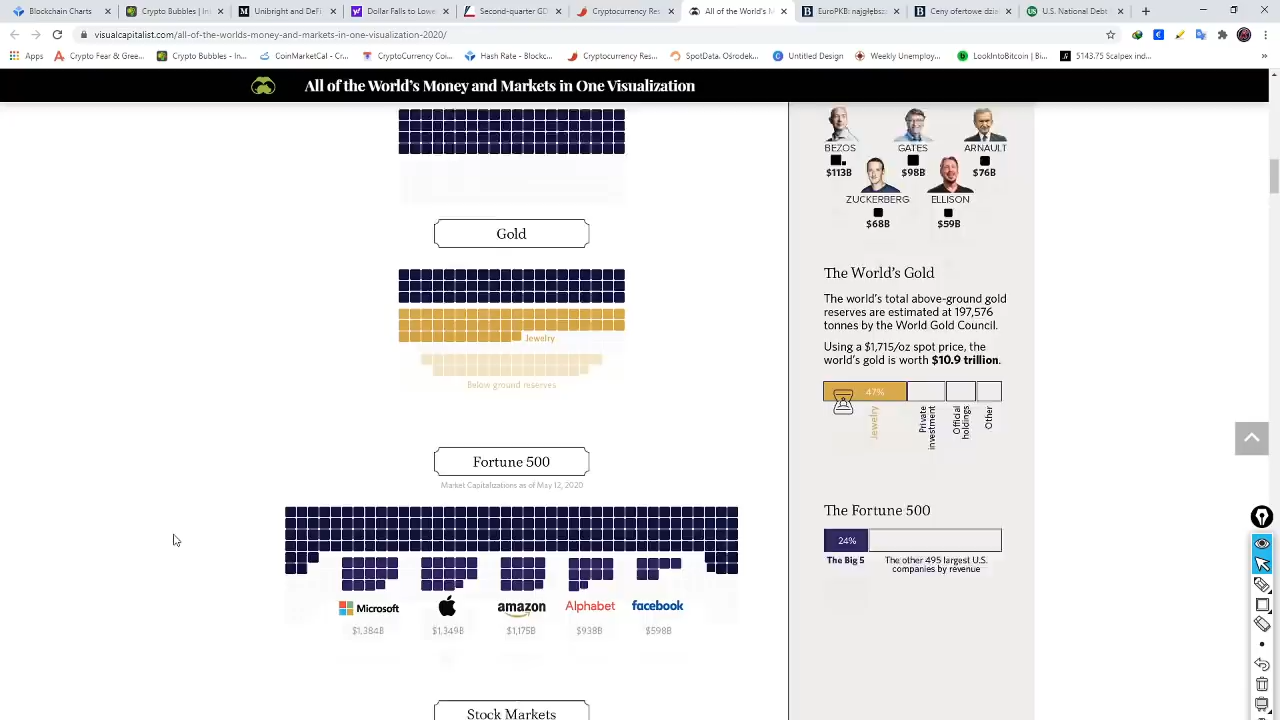 Blockchain Charts
Crypto Bubbles | Int
Unirig and DeFi
Dollar Falls to Lowe
Second-quarter GD
Cryptocurrency Res
All of the World's M
EuroPKB: najgłębsz
Ceny ofertowe dzia
U.S. National Debt
visualcapitalist.com/all-of-the-worlds-money-and-markets-in-one-visualization-2020/
Apps
Crypto Fear & Gree...
Crypto Bubbles - In...
CoinMarketCal - Cr...
CryptoCurrency Coi...
Hash Rate - Blockc...
Cryptocurrency Res...
SpotData. Ośrodek...
Untitled Design
Weekly Unemploy...
LookIntoBitcoin | Bi...
5143.75 Scalpex ind...
All of the World's Money and Markets in One Visualization
BEZOS
GATES
ARNAULT
$113B
$98B
$76B
ZUCKERBERG
ELLISON
$68B
$59B
Gold
Jewelry
Below ground reserves
The World's Gold
The world's total above-ground gold
reserves are estimated at 197,576
tonnes by the World Gold Council.
Using a $1,715/oz spot price, the
world's gold is worth $10.9 trillion.
47%
Jewelry
Private
investment
Official
holdings
Other
Fortune 500
Market Capitalizations as of May 12, 2020
Microsoft
amazon
Alphabet
facebook
$1,384B
$1,349B
$1,175B
$938B
$598B
The Fortune 500
24%
The Big 5
The other 495 largest U.S.
companies by revenue
Stock Markets